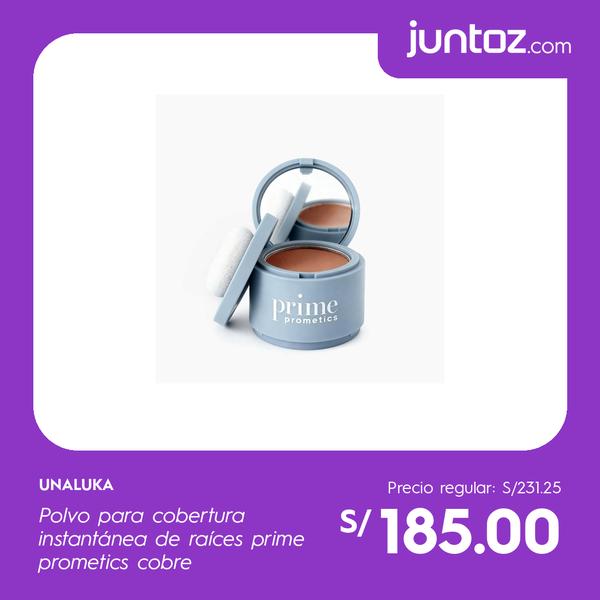 juntoz.com
prime
prometics
UNALUKA
Polvo para cobertura
instantánea de raíces prime
prometics cobre
Precio regular: S/231.25
S/185.00